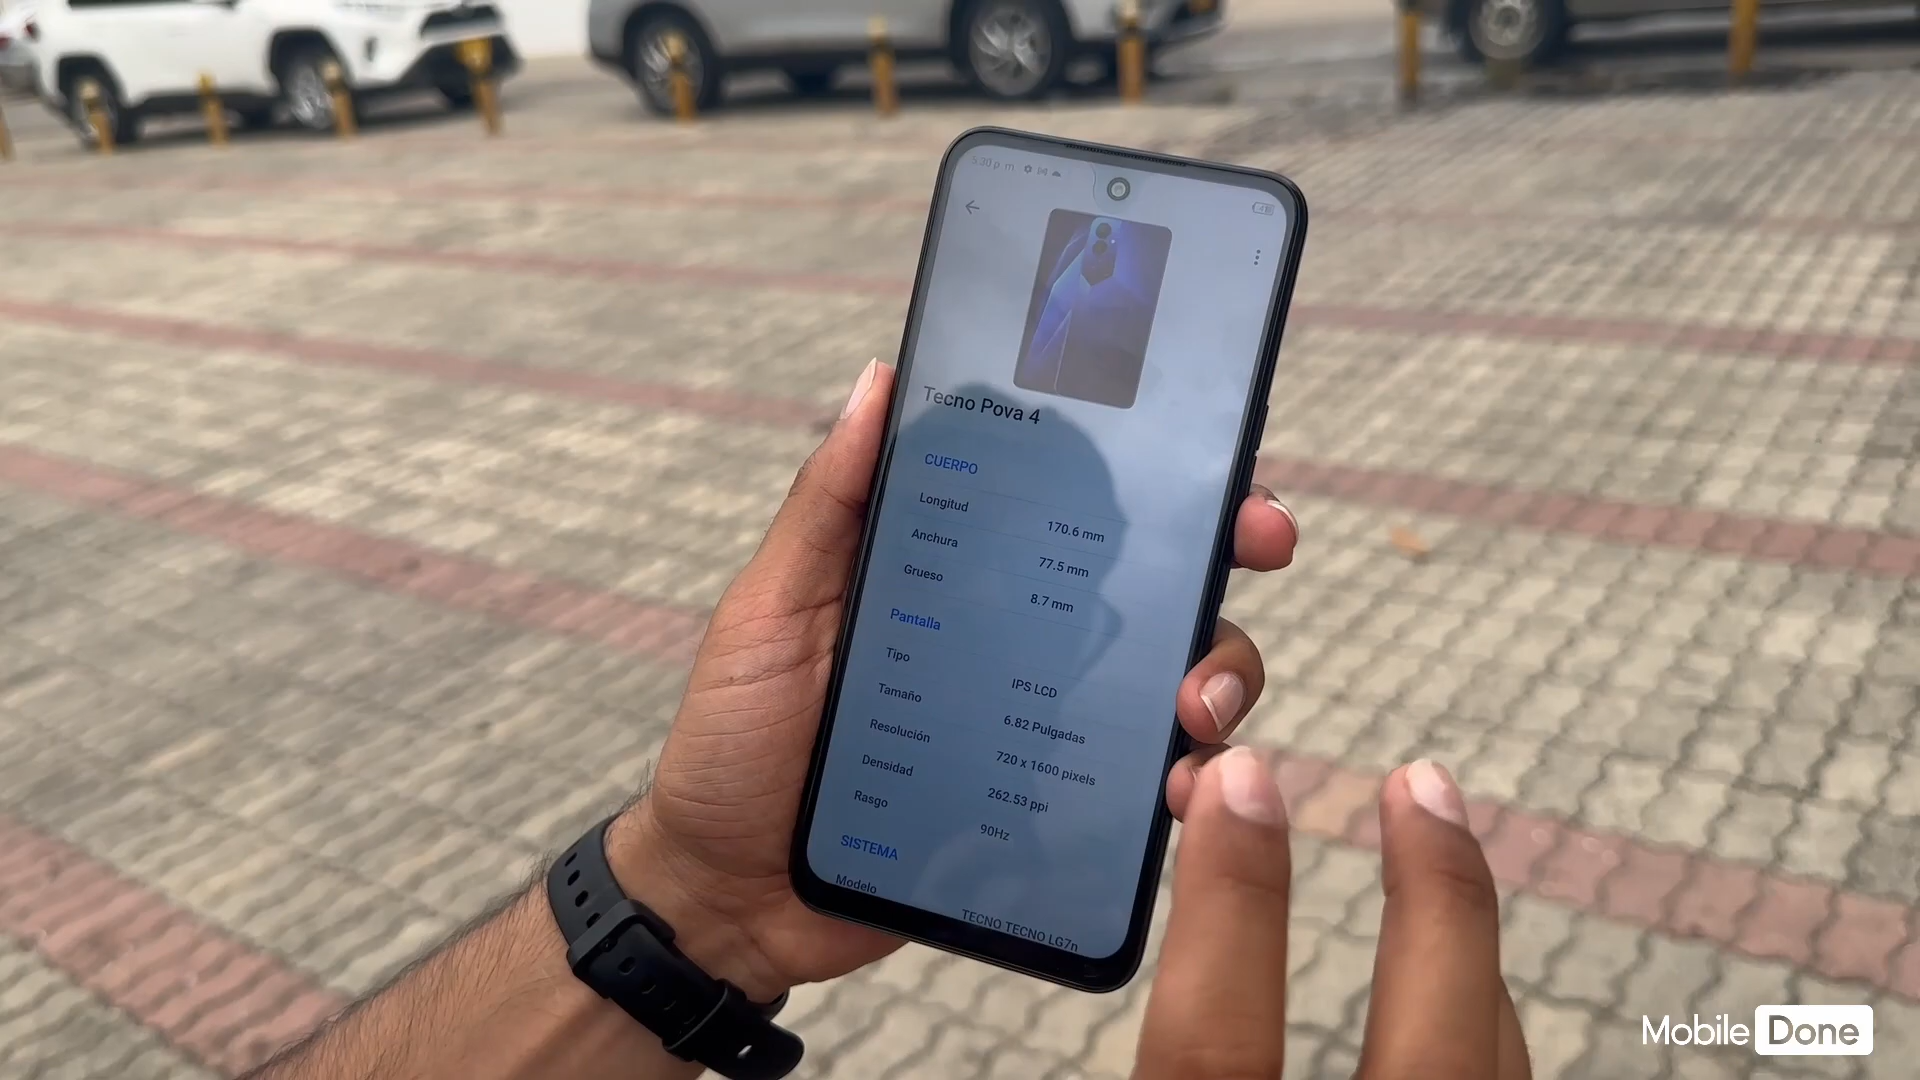 5:30 p. m.
Tecno Pova 4
CUERPO
Longitud 170.6 mm
Anchura 77.5 mm
Grueso 8.7 mm
Pantalla
Tipo IPS LCD
Tamaño 6.82 Pulgadas
Resolución 720 x 1600 pixels
Densidad 262.53 ppi
Rasgo 90Hz
SISTEMA
Modelo TECNO TECNO LG7n
Mobile Done